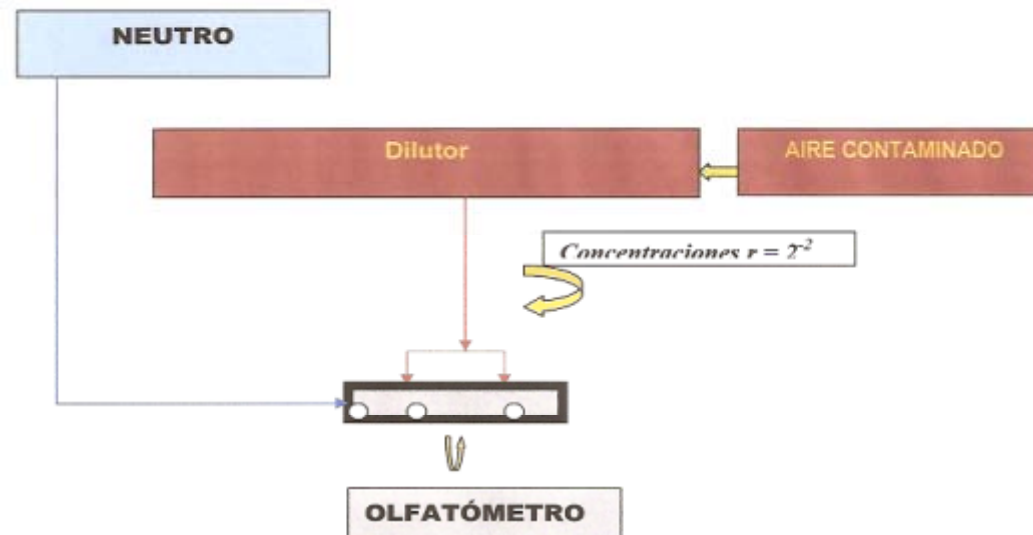 NEUTRO
Dilutor
AIRE CONTAMINADO
Concentraciones r = 2⁻²
OLFATÓMETRO